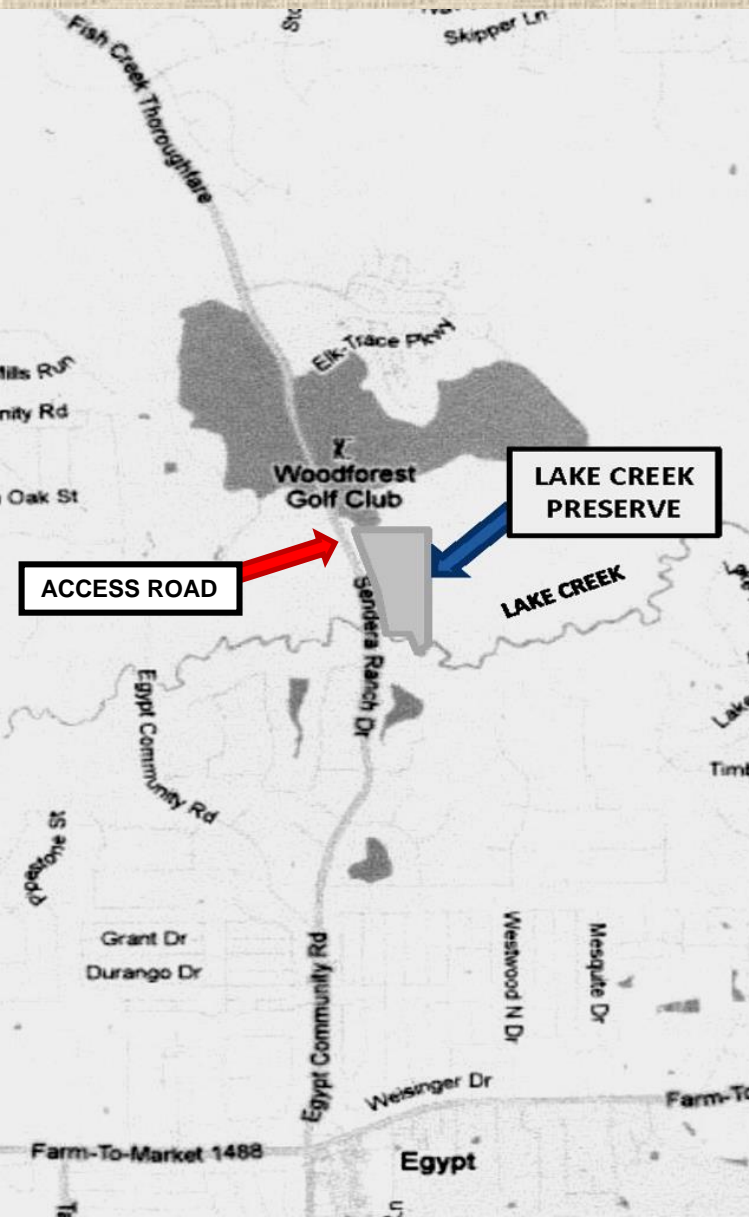 Skipper Ln
Fish Creek Thoroughfare
Elk-Trace Pkwy
Mills Run
nity Rd
Woodforest
Golf Club
Oak St
LAKE CREEK
PRESERVE
ACCESS ROAD
LAKE CREEK
Sendera Ranch Dr
Egypt Community Rd
Pipestone St
Grant Dr
Durango Dr
Egypt Community Rd
Westwood N Dr
Mesquite Dr
Weisinger Dr
Farm-To
Farm-To-Market 1488
Egypt